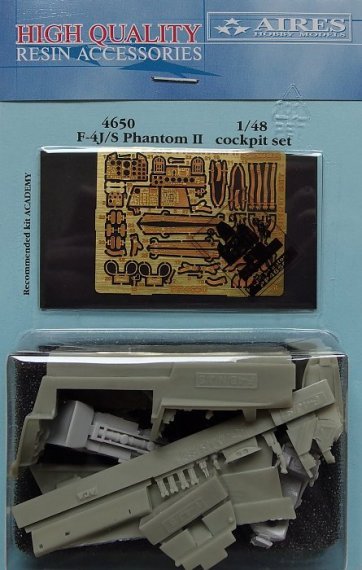 HIGH QUALITY
RESIN ACCESSORIES
AIRES
HOBBY MODELS
4650
F-4J/S Phantom II
1/48
cockpit set
Recommended kit ACADEMY